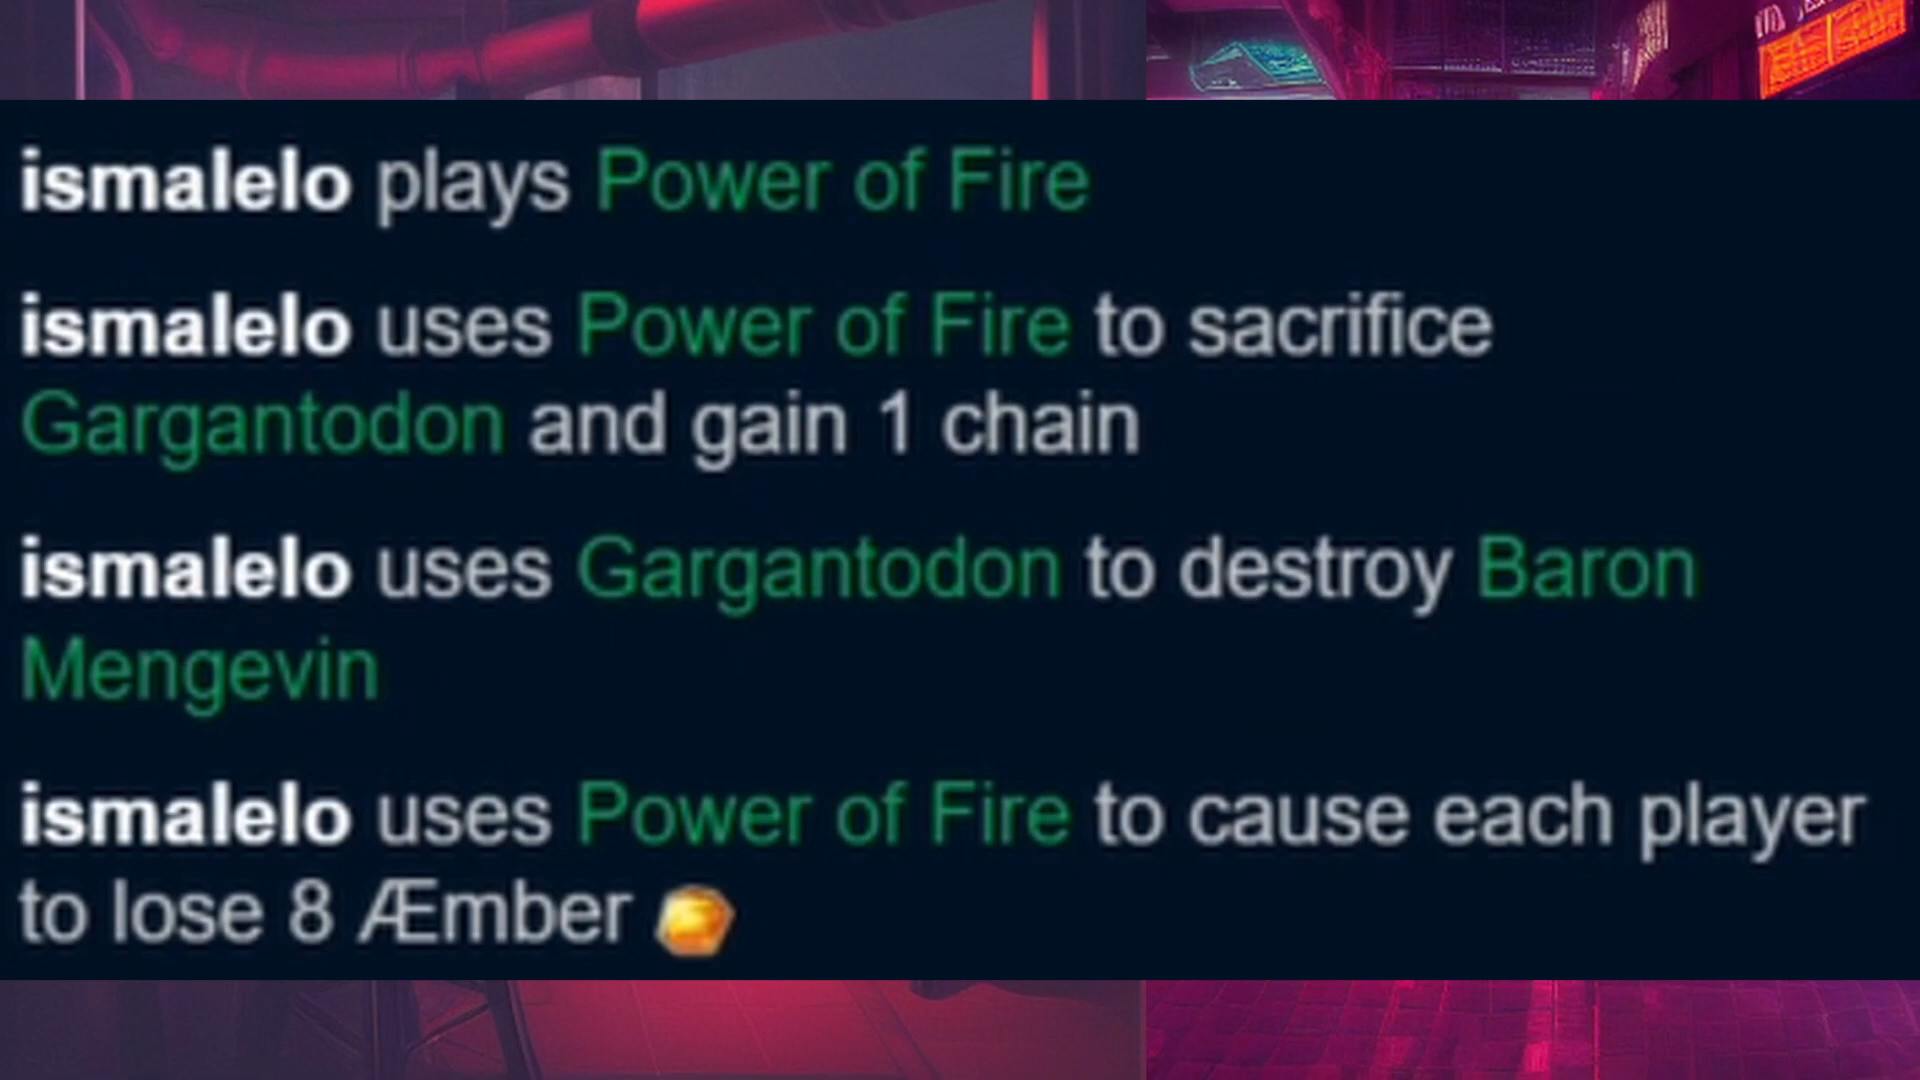 ismalelo plays Power of Fire
ismalelo uses Power of Fire to sacrifice
Gargantodon and gain 1 chain
ismalelo uses Gargantodon to destroy Baron
Mengevin
ismalelo uses Power of Fire to cause each player
to lose 8 Æmber